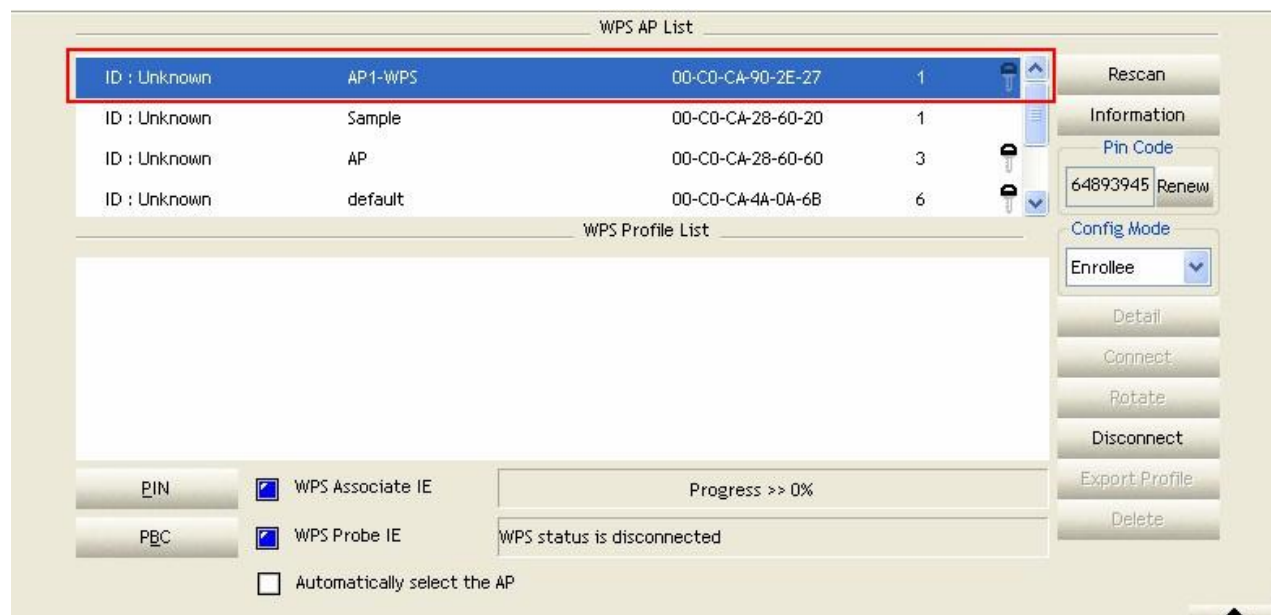 WPS AP List
ID : Unknown AP1-WPS 00-C0-CA-90-2E-27 1
Rescan
ID : Unknown Sample 00-C0-CA-28-60-20 1
Information
ID : Unknown AP 00-C0-CA-28-60-60 3
Pin Code
64893945 Renew
ID : Unknown default 00-C0-CA-4A-0A-6B 6
WPS Profile List
Config Mode
Enrollee
Detail
Connect
Rotate
Disconnect
Export Profile
Delete
PIN WPS Associate IE Progress >> 0%
PBC WPS Probe IE WPS status is disconnected
Automatically select the AP